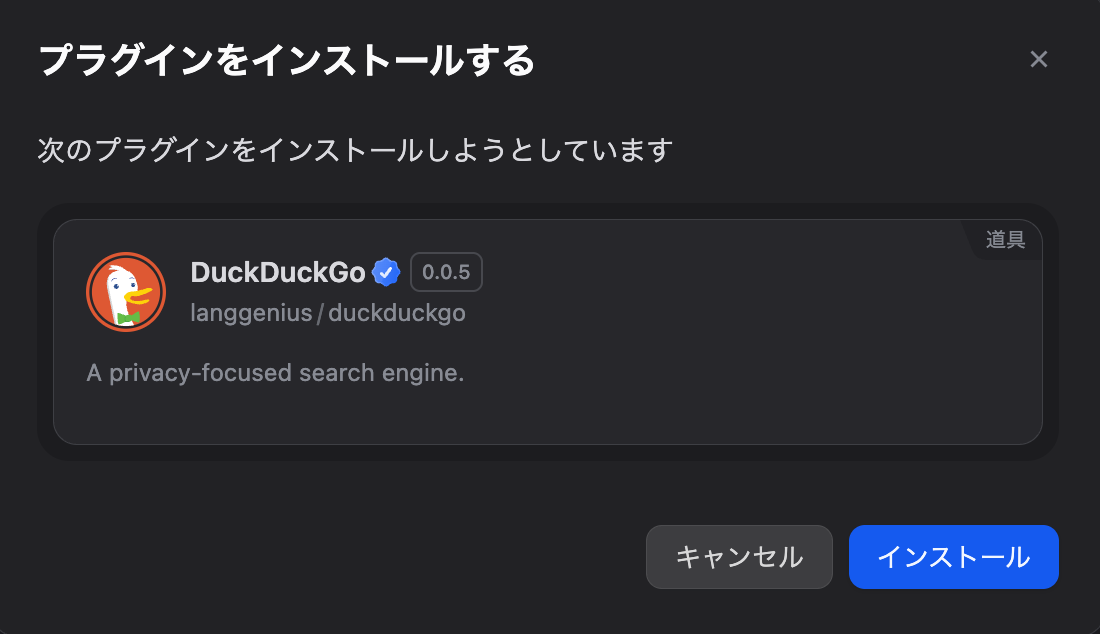 プラグインをインストールする
次のプラグインをインストールしようとしています
道具
DuckDuckGo 0.0.5
langgenius / duckduckgo
A privacy-focused search engine.
キャンセル インストール